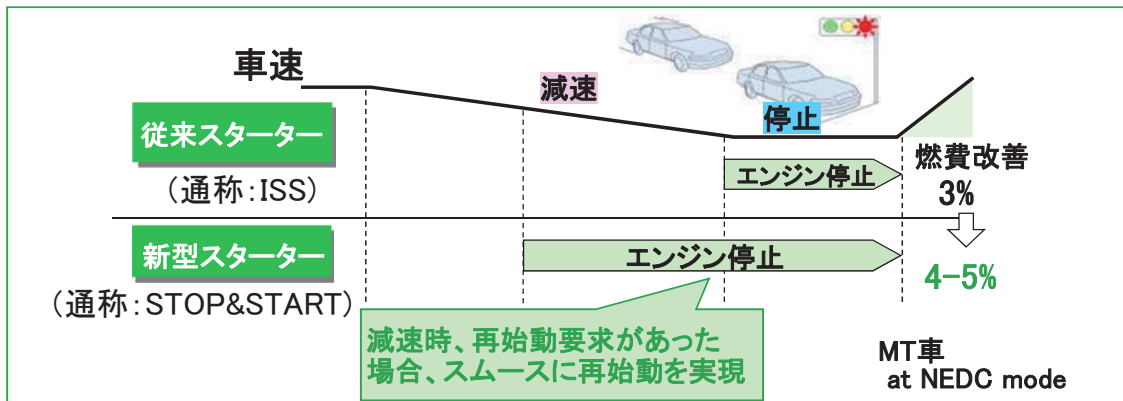 車速
減速
停止
従来スターター
(通称:ISS)
エンジン停止
燃費改善
3%
新型スターター
(通称:STOP&START)
エンジン停止
4-5%
減速時、再始動要求があった
場合、スムースに再始動を実現
MT車
at NEDC mode